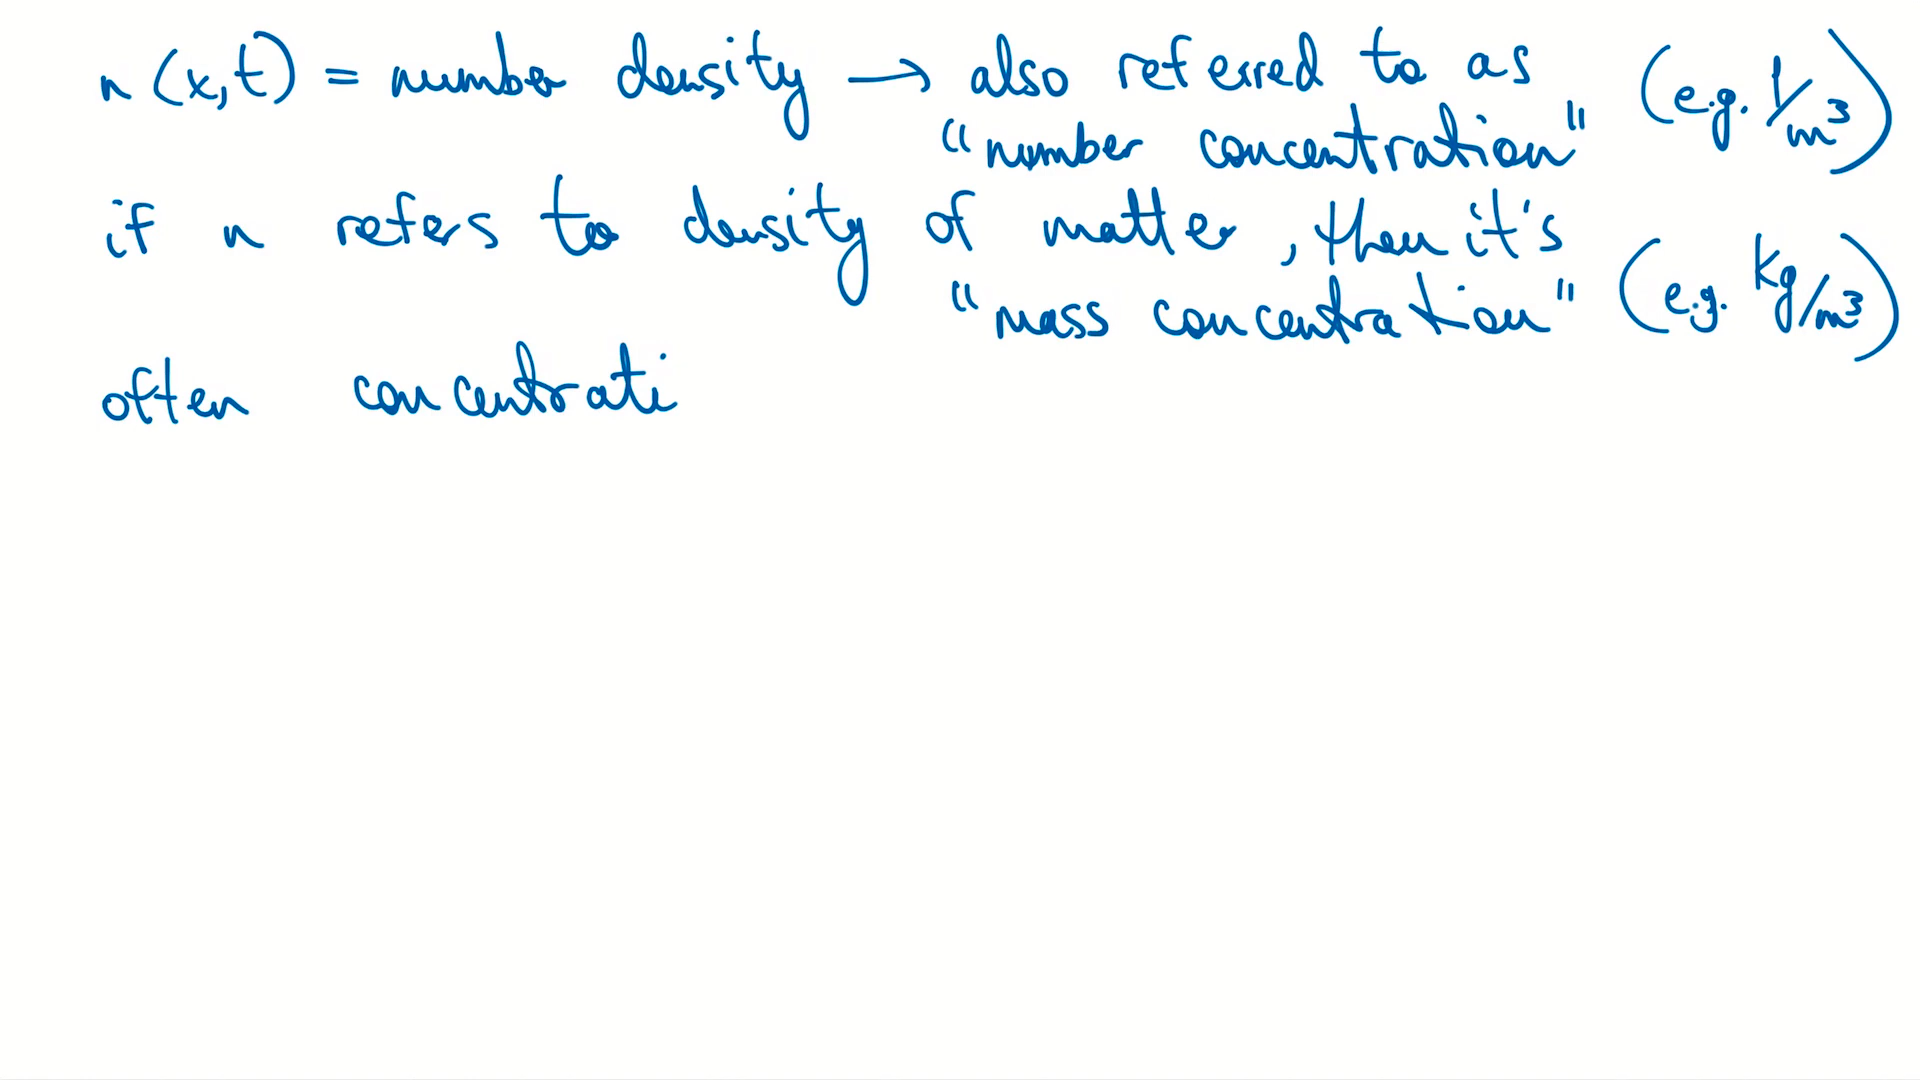 n(x,t) = number density → also referred to as (e.g. 1/m³)
"number concentration"
if n refers to density of matter, then it's
"mass concentration" (e.g. kg/m³)
often concentrati